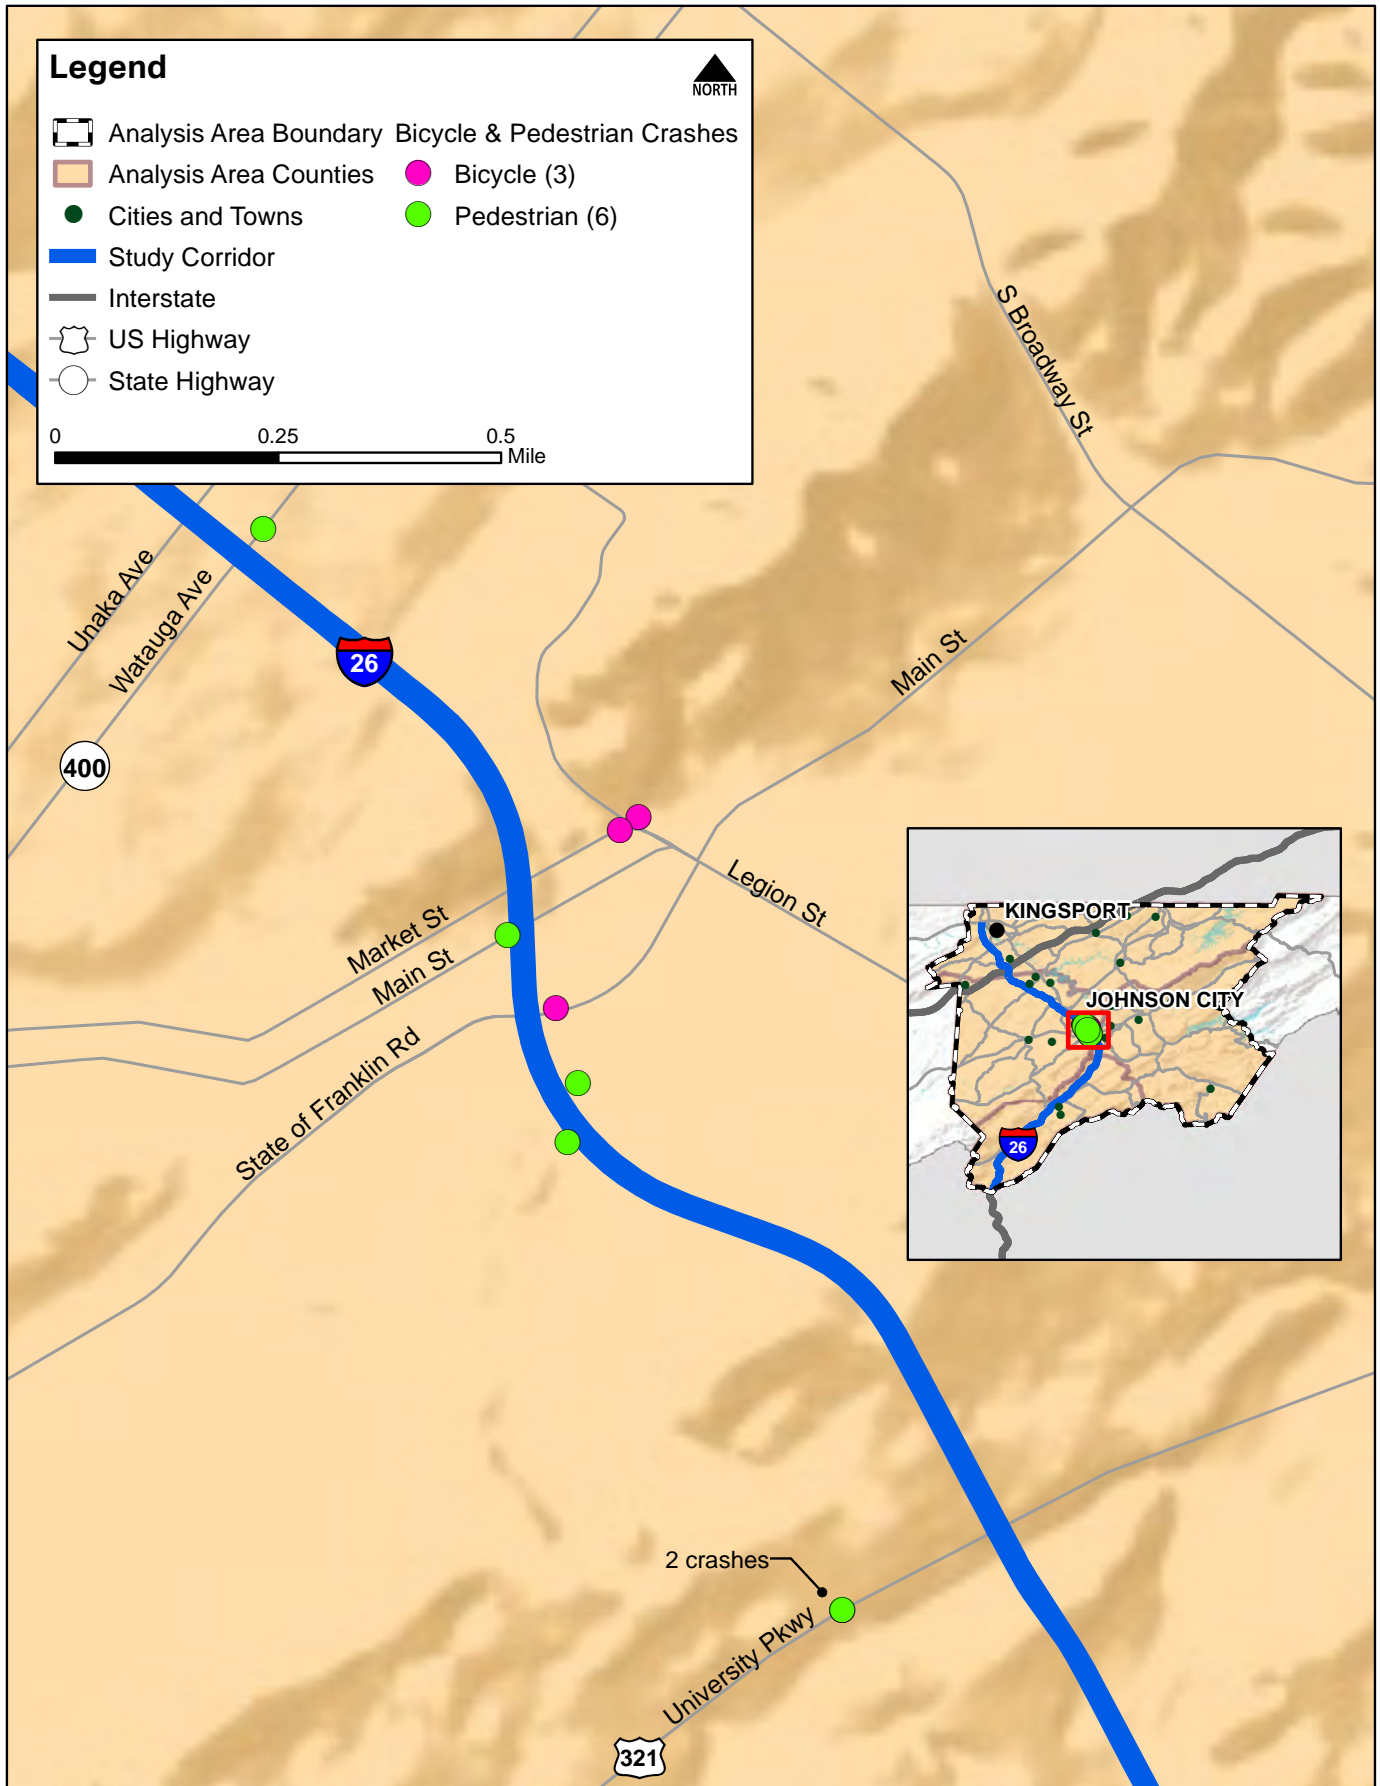 Legend
NORTH
Analysis Area Boundary
Analysis Area Counties
Cities and Towns
Study Corridor
Interstate
US Highway
State Highway
Bicycle & Pedestrian Crashes
Bicycle (3)
Pedestrian (6)
0 0.25 0.5
Mile
S Broadway St
Unaka Ave
Watauga Ave
26
Main St
400
Legion St
Market St
Main St
State of Franklin Rd
KINGSPORT
JOHNSON CITY
26
2 crashes
University Pkwy
321